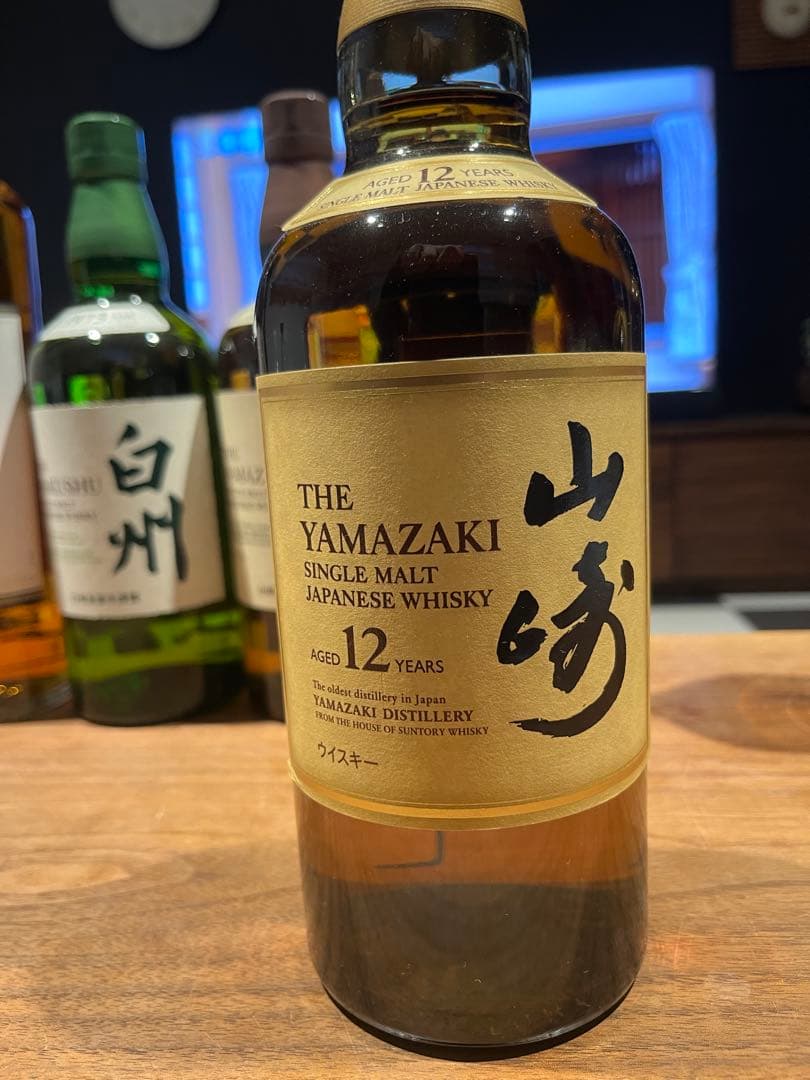 AGED 12 YEARS
SINGLE MALT JAPANESE WHISKY
THE
YAMAZAKI
SINGLE MALT
JAPANESE WHISKY
AGED 12 YEARS
The oldest distillery in Japan
YAMAZAKI DISTILLERY
FROM THE HOUSE OF SUNTORY WHISKY
ウイスキー
山崎
白州
THE
YAMAZ